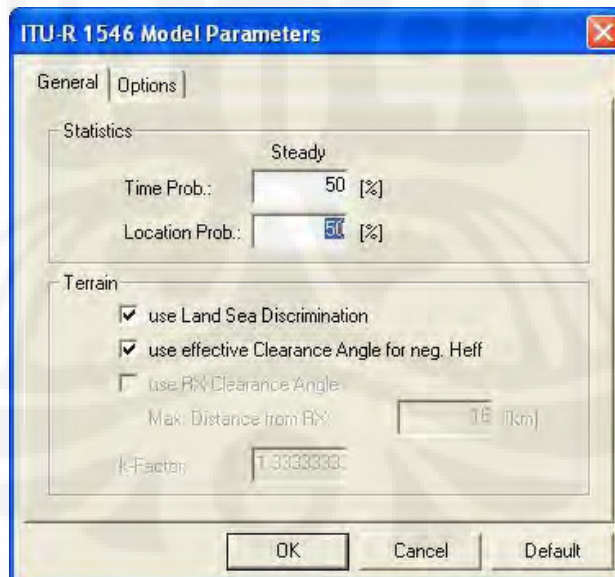 ITU-R 1546 Model Parameters
General Options
Statistics
Steady
Time Prob.: 50 [%]
Location Prob.: 50 [%]
Terrain
use Land Sea Discrimination
use effective Clearance Angle for neg. Heff
use RX Clearance Angle
Max. Distance from RX: 16 [km]
k-Factor: 1.3333333
OK Cancel Default